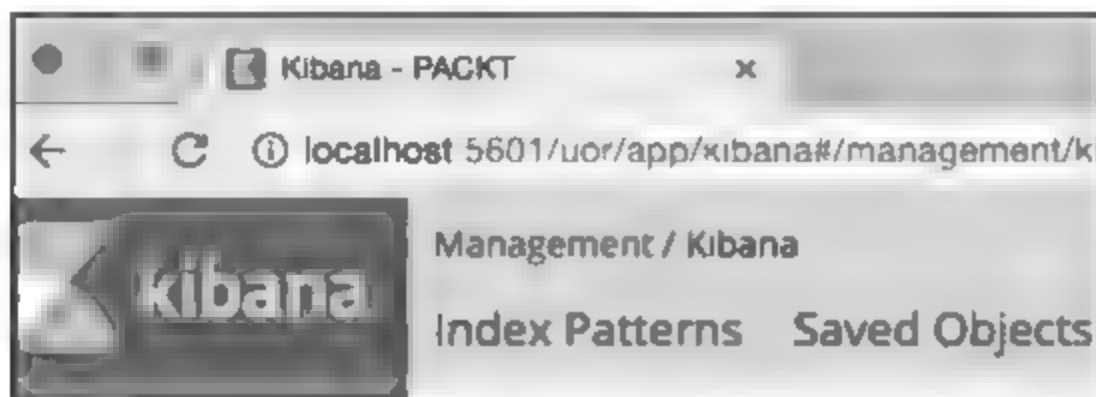 Kibana - PACKT ×
localhost 5601/uor/app/kibana#/management/ki
kibana
Management / Kibana
Index Patterns Saved Objects